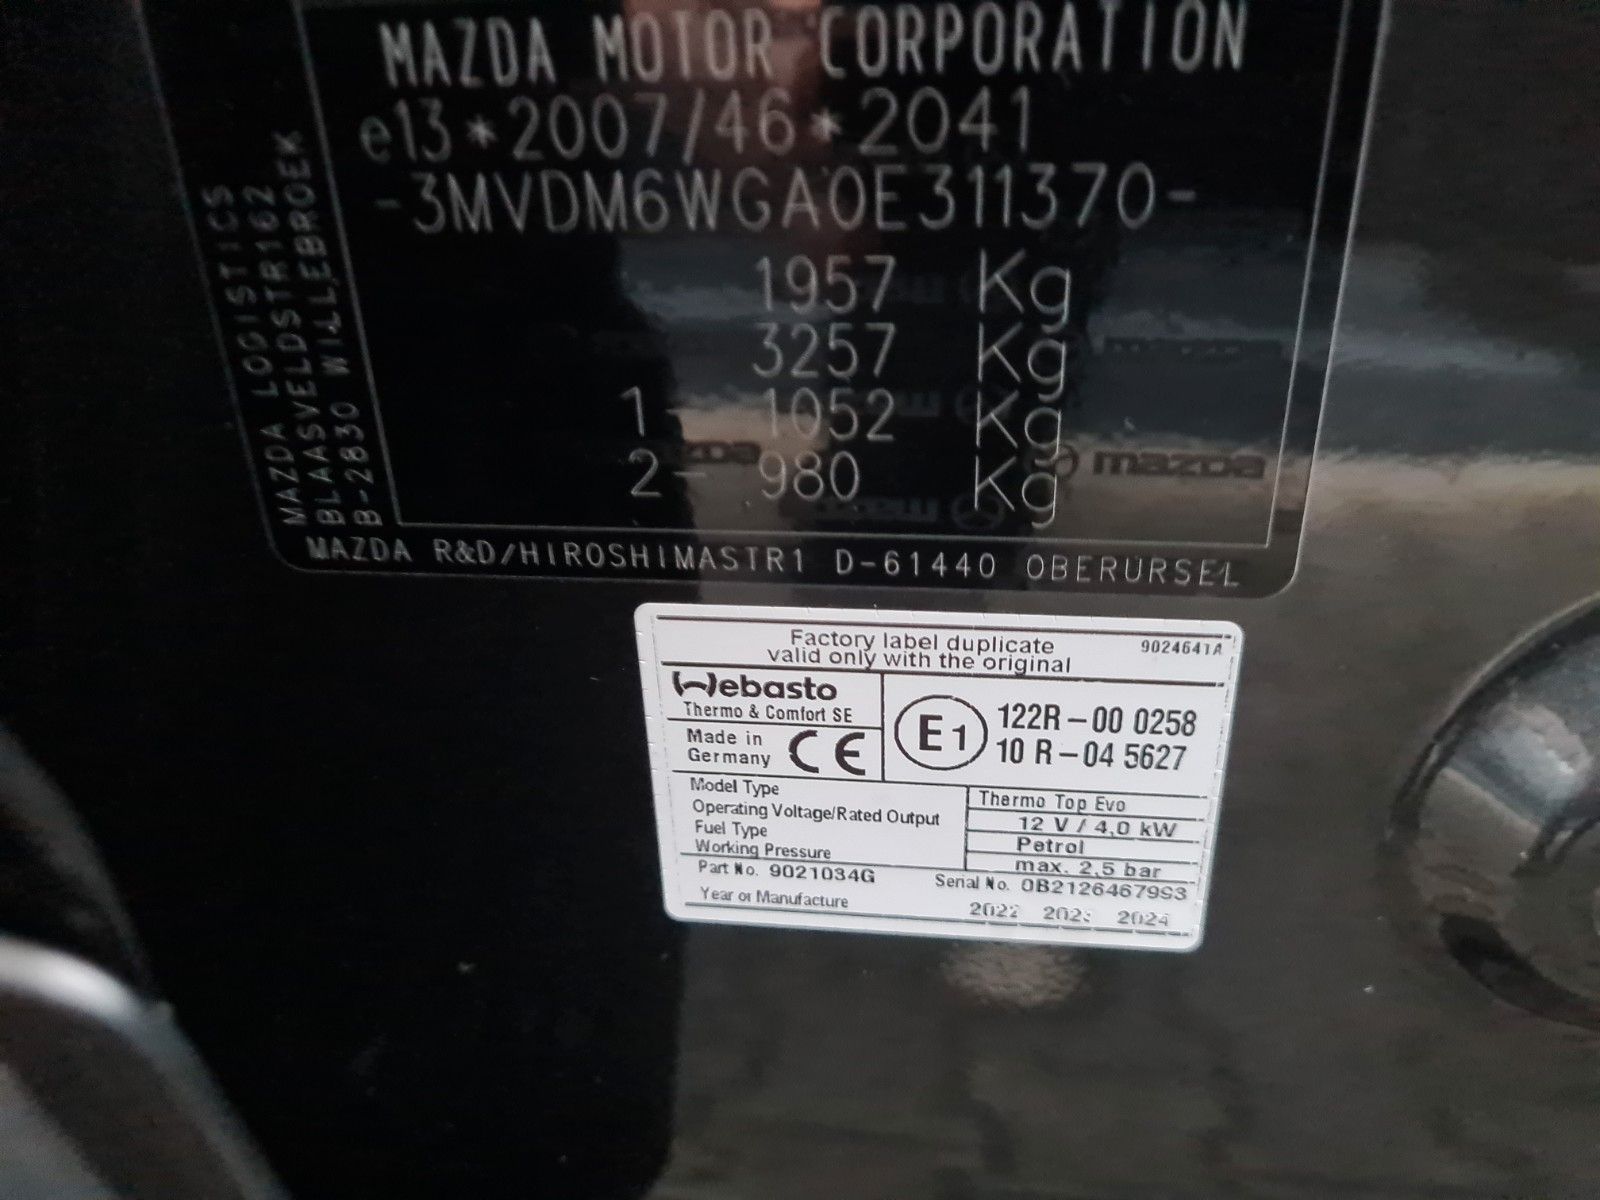 MAZDA MOTOR CORPORATION
e13*2007/46*2041
-3MVDM6WGA0E311370-
1957 Kg
3257 Kg
1- 1052 Kg
2- 980 Kg
MAZDA LOGISTICS
BLAASVELDSTR162
B-2830 WILLEBROEK
MAZDA R&D/HIROSHIMASTR1 D-61440 OBERURSEL
mazda
Factory label duplicate
valid only with the original
9024641A
Webasto
Thermo & Comfort SE
Made in
Germany
CE
E1
122R-00 0258
10 R-04 5627
Model Type Thermo Top Evo
Operating Voltage/Rated Output 12 V / 4,0 kW
Fuel Type Petrol
Working Pressure max. 2,5 bar
Part No. 9021034G Serial No. 0B21264679993
Year of Manufacture 2022 2023 2024